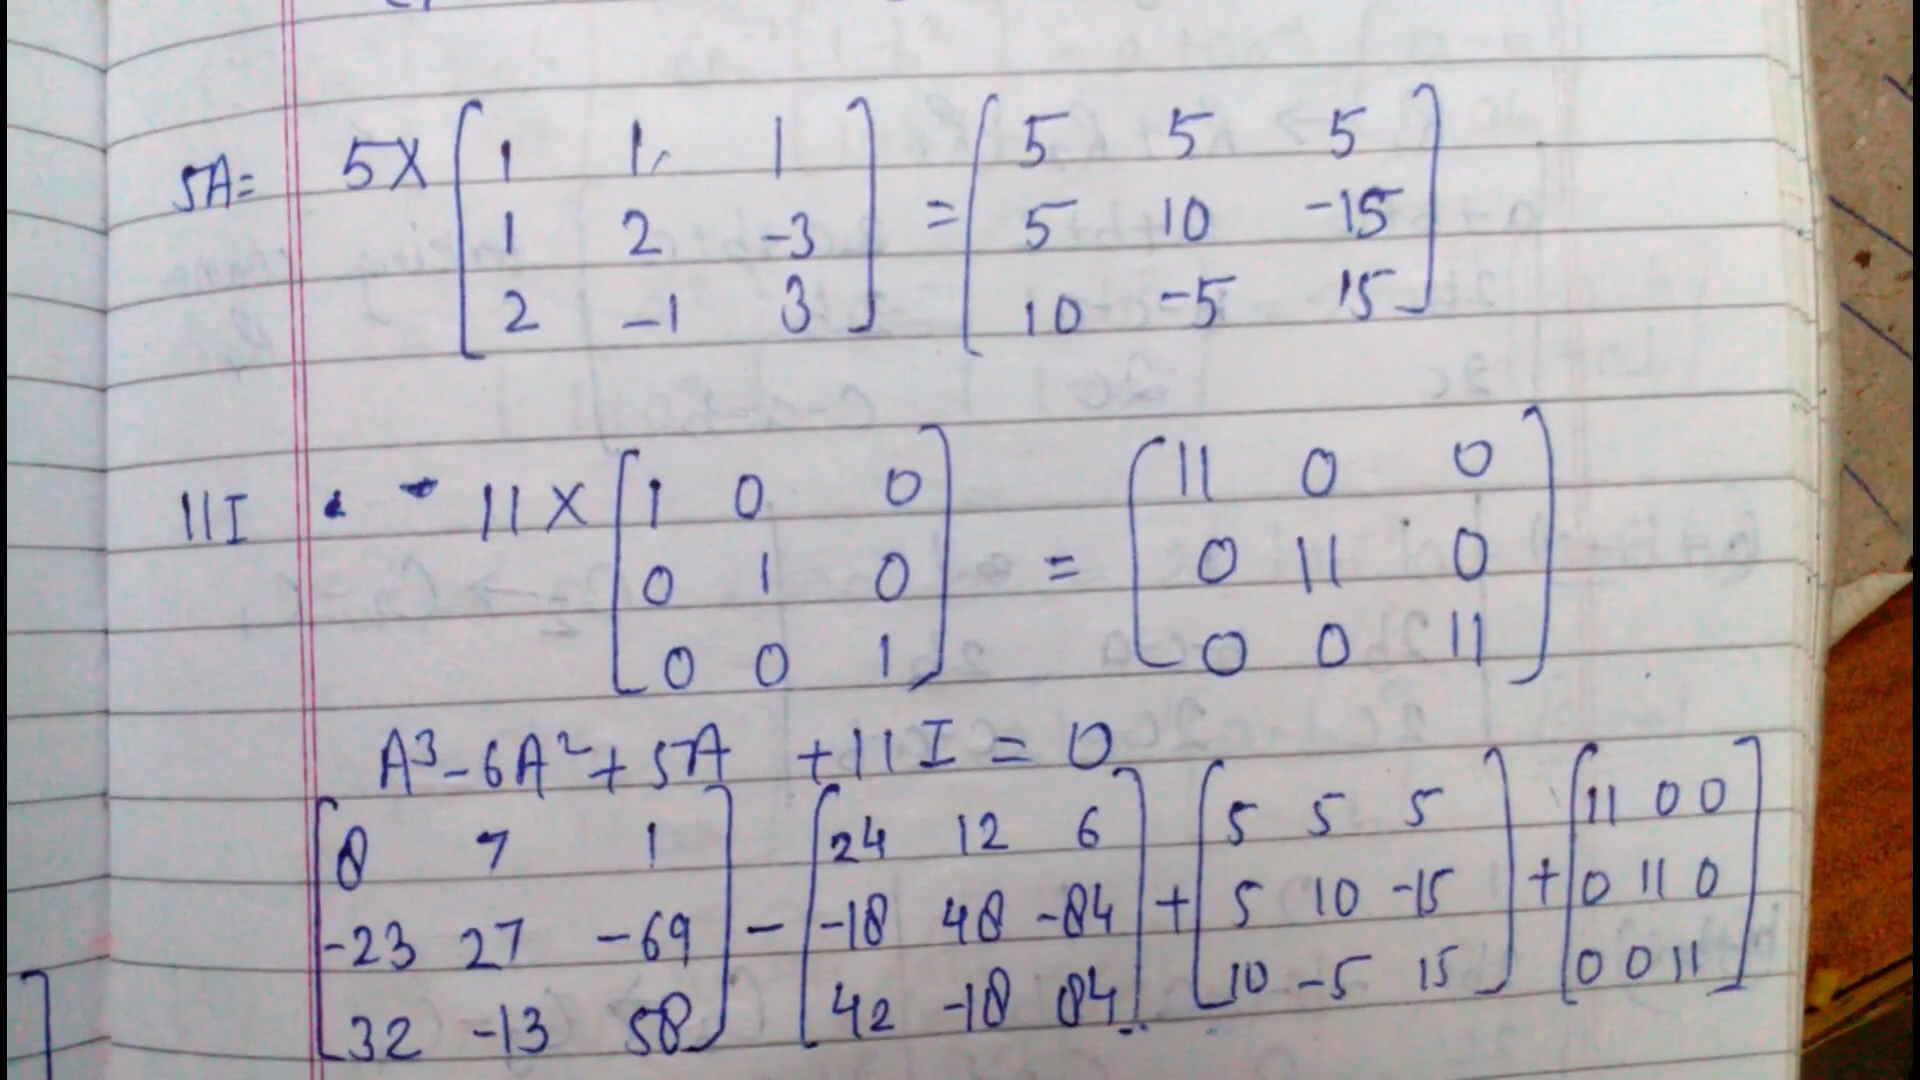 5A= 5X [1 1 1 = [5 5 5]
1 2 -3 5 10 -15
2 -1 3] 10 -5 15
11I - 11X [1 0 0] = [11 0 0]
0 1 0 0 11 0
0 0 1 0 0 11
A³-6A²+5A +11I = 0
[8 7 1] - [24 12 6] + [5 5 5] + [11 0 0]
-23 27 -69 -18 48 -84 5 10 -15 0 11 0
32 -13 58 42 -18 84 10 -5 15 0 0 11